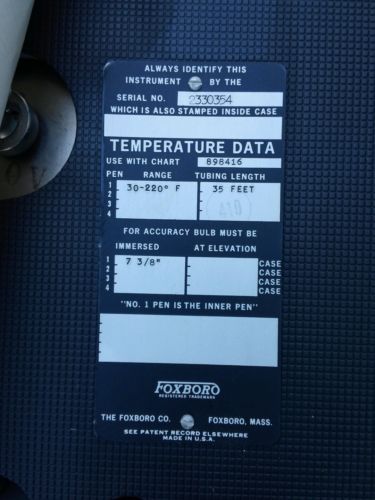 ALWAYS IDENTIFY THIS
INSTRUMENT BY THE
SERIAL NO. 2330354
WHICH IS ALSO STAMPED INSIDE CASE
TEMPERATURE DATA
USE WITH CHART 898416
PEN RANGE TUBING LENGTH
1 30-220° F 35 FEET
2
3
4
FOR ACCURACY BULB MUST BE
IMMERSED AT ELEVATION
1 7 3/8" CASE
2 CASE
3 CASE
4 CASE
"NO. 1 PEN IS THE INNER PEN"
FOXBORO
REGISTERED TRADEMARK
THE FOXBORO CO. FOXBORO, MASS.
SEE PATENT RECORD ELSEWHERE
MADE IN U.S.A.